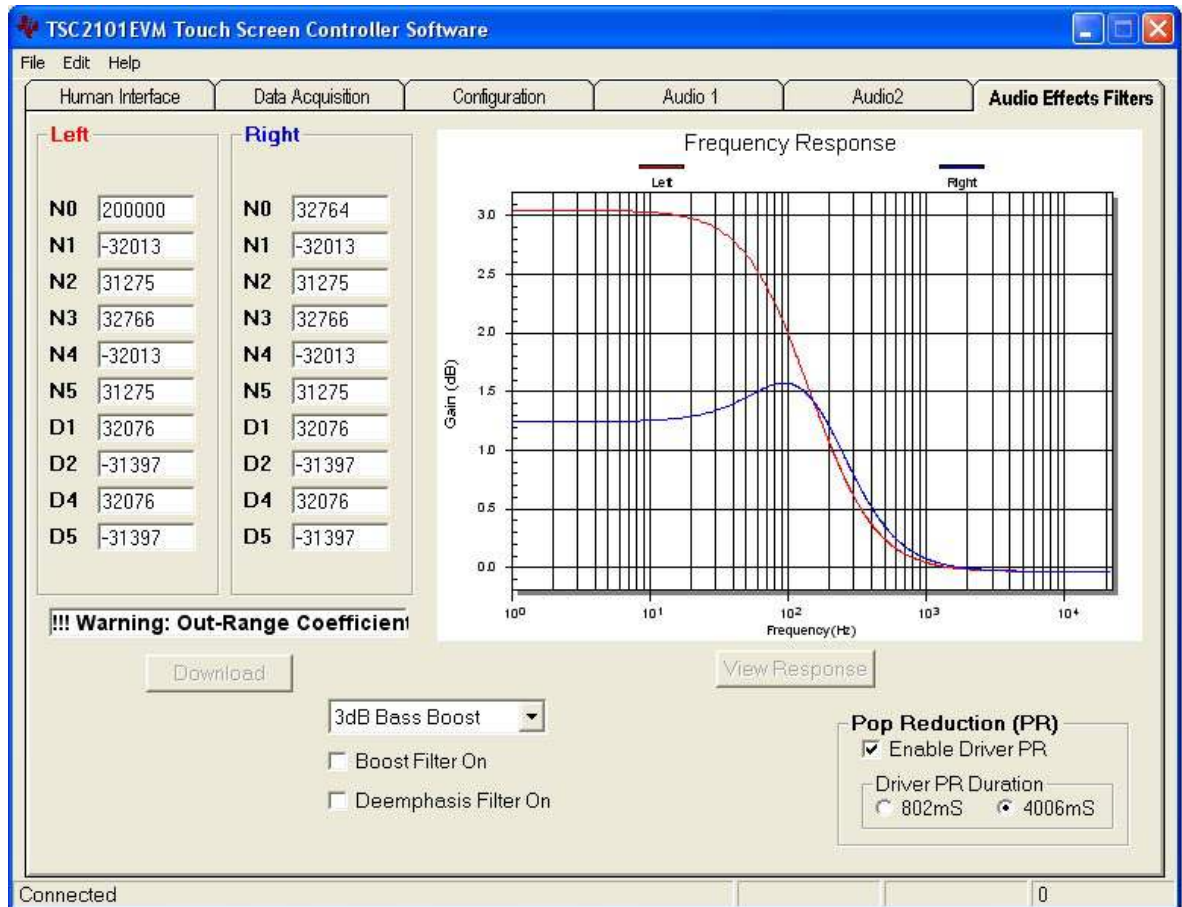 TSC2101EVM Touch Screen Controller Software
File Edit Help
Human Interface Data Acquisition Configuration Audio 1 Audio2 Audio Effects Filters
Left Right
N0 200000 N0 32764
N1 -32013 N1 -32013
N2 31275 N2 31275
N3 32766 N3 32766
N4 -32013 N4 -32013
N5 31275 N5 31275
D1 32076 D1 32076
D2 -31397 D2 -31397
D4 32076 D4 32076
D5 -31397 D5 -31397
!!! Warning: Out-Range Coefficient
Download
Frequency Response
Left Right
Gain (dB)
3.0
2.5
2.0
1.5
1.0
0.5
0.0
10⁰ 10¹ 10² 10³ 10⁴
Frequency(Hz)
View Response
3dB Bass Boost
Boost Filter On
Deemphasis Filter On
Pop Reduction (PR)
Enable Driver PR
Driver PR Duration
802mS 4006mS
Connected 0